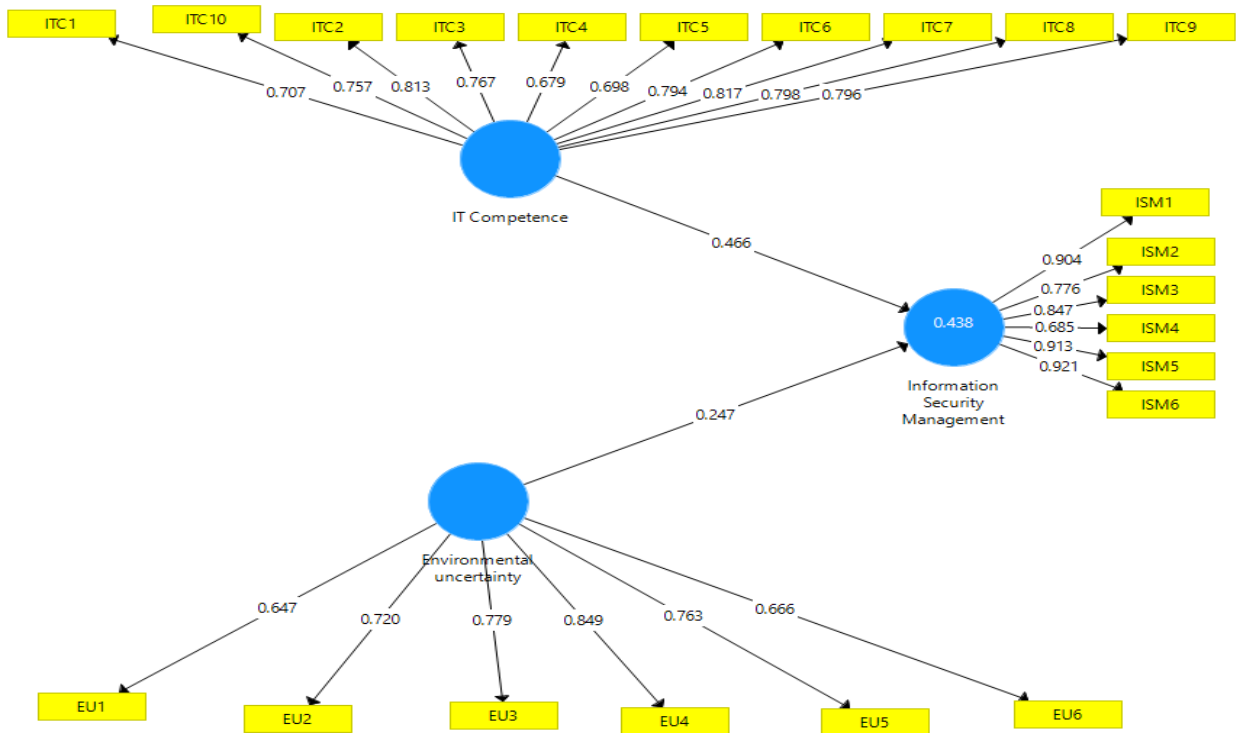 ITC1
ITC10
ITC2
ITC3
ITC4
ITC5
ITC6
ITC7
ITC8
ITC9
0.707
0.757
0.813
0.767
0.679
0.698
0.794
0.817
0.798
0.796
IT Competence
0.466
ISM1
ISM2
ISM3
ISM4
ISM5
ISM6
0.904
0.776
0.847
0.685
0.913
0.921
0.438
Information
Security
Management
0.247
Environmental
uncertainty
0.647
0.720
0.779
0.849
0.763
0.666
EU1
EU2
EU3
EU4
EU5
EU6